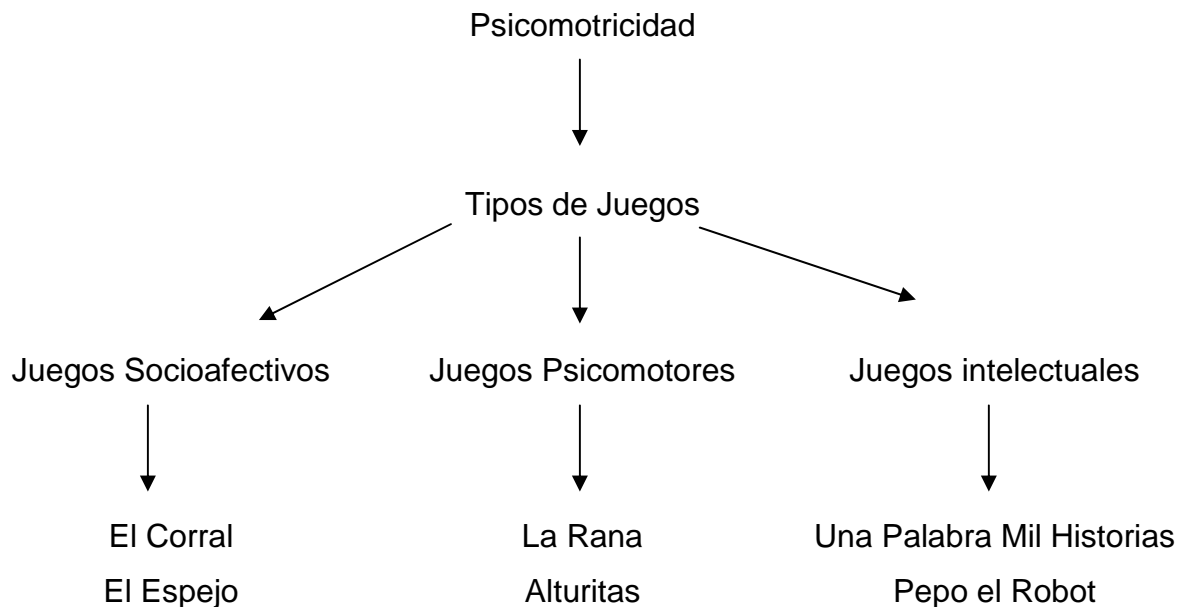 Psicomotricidad
Tipos de Juegos
Juegos Socioafectivos
Juegos Psicomotores
Juegos intelectuales
El Corral
La Rana
Una Palabra Mil Historias
El Espejo
Alturitas
Pepo el Robot